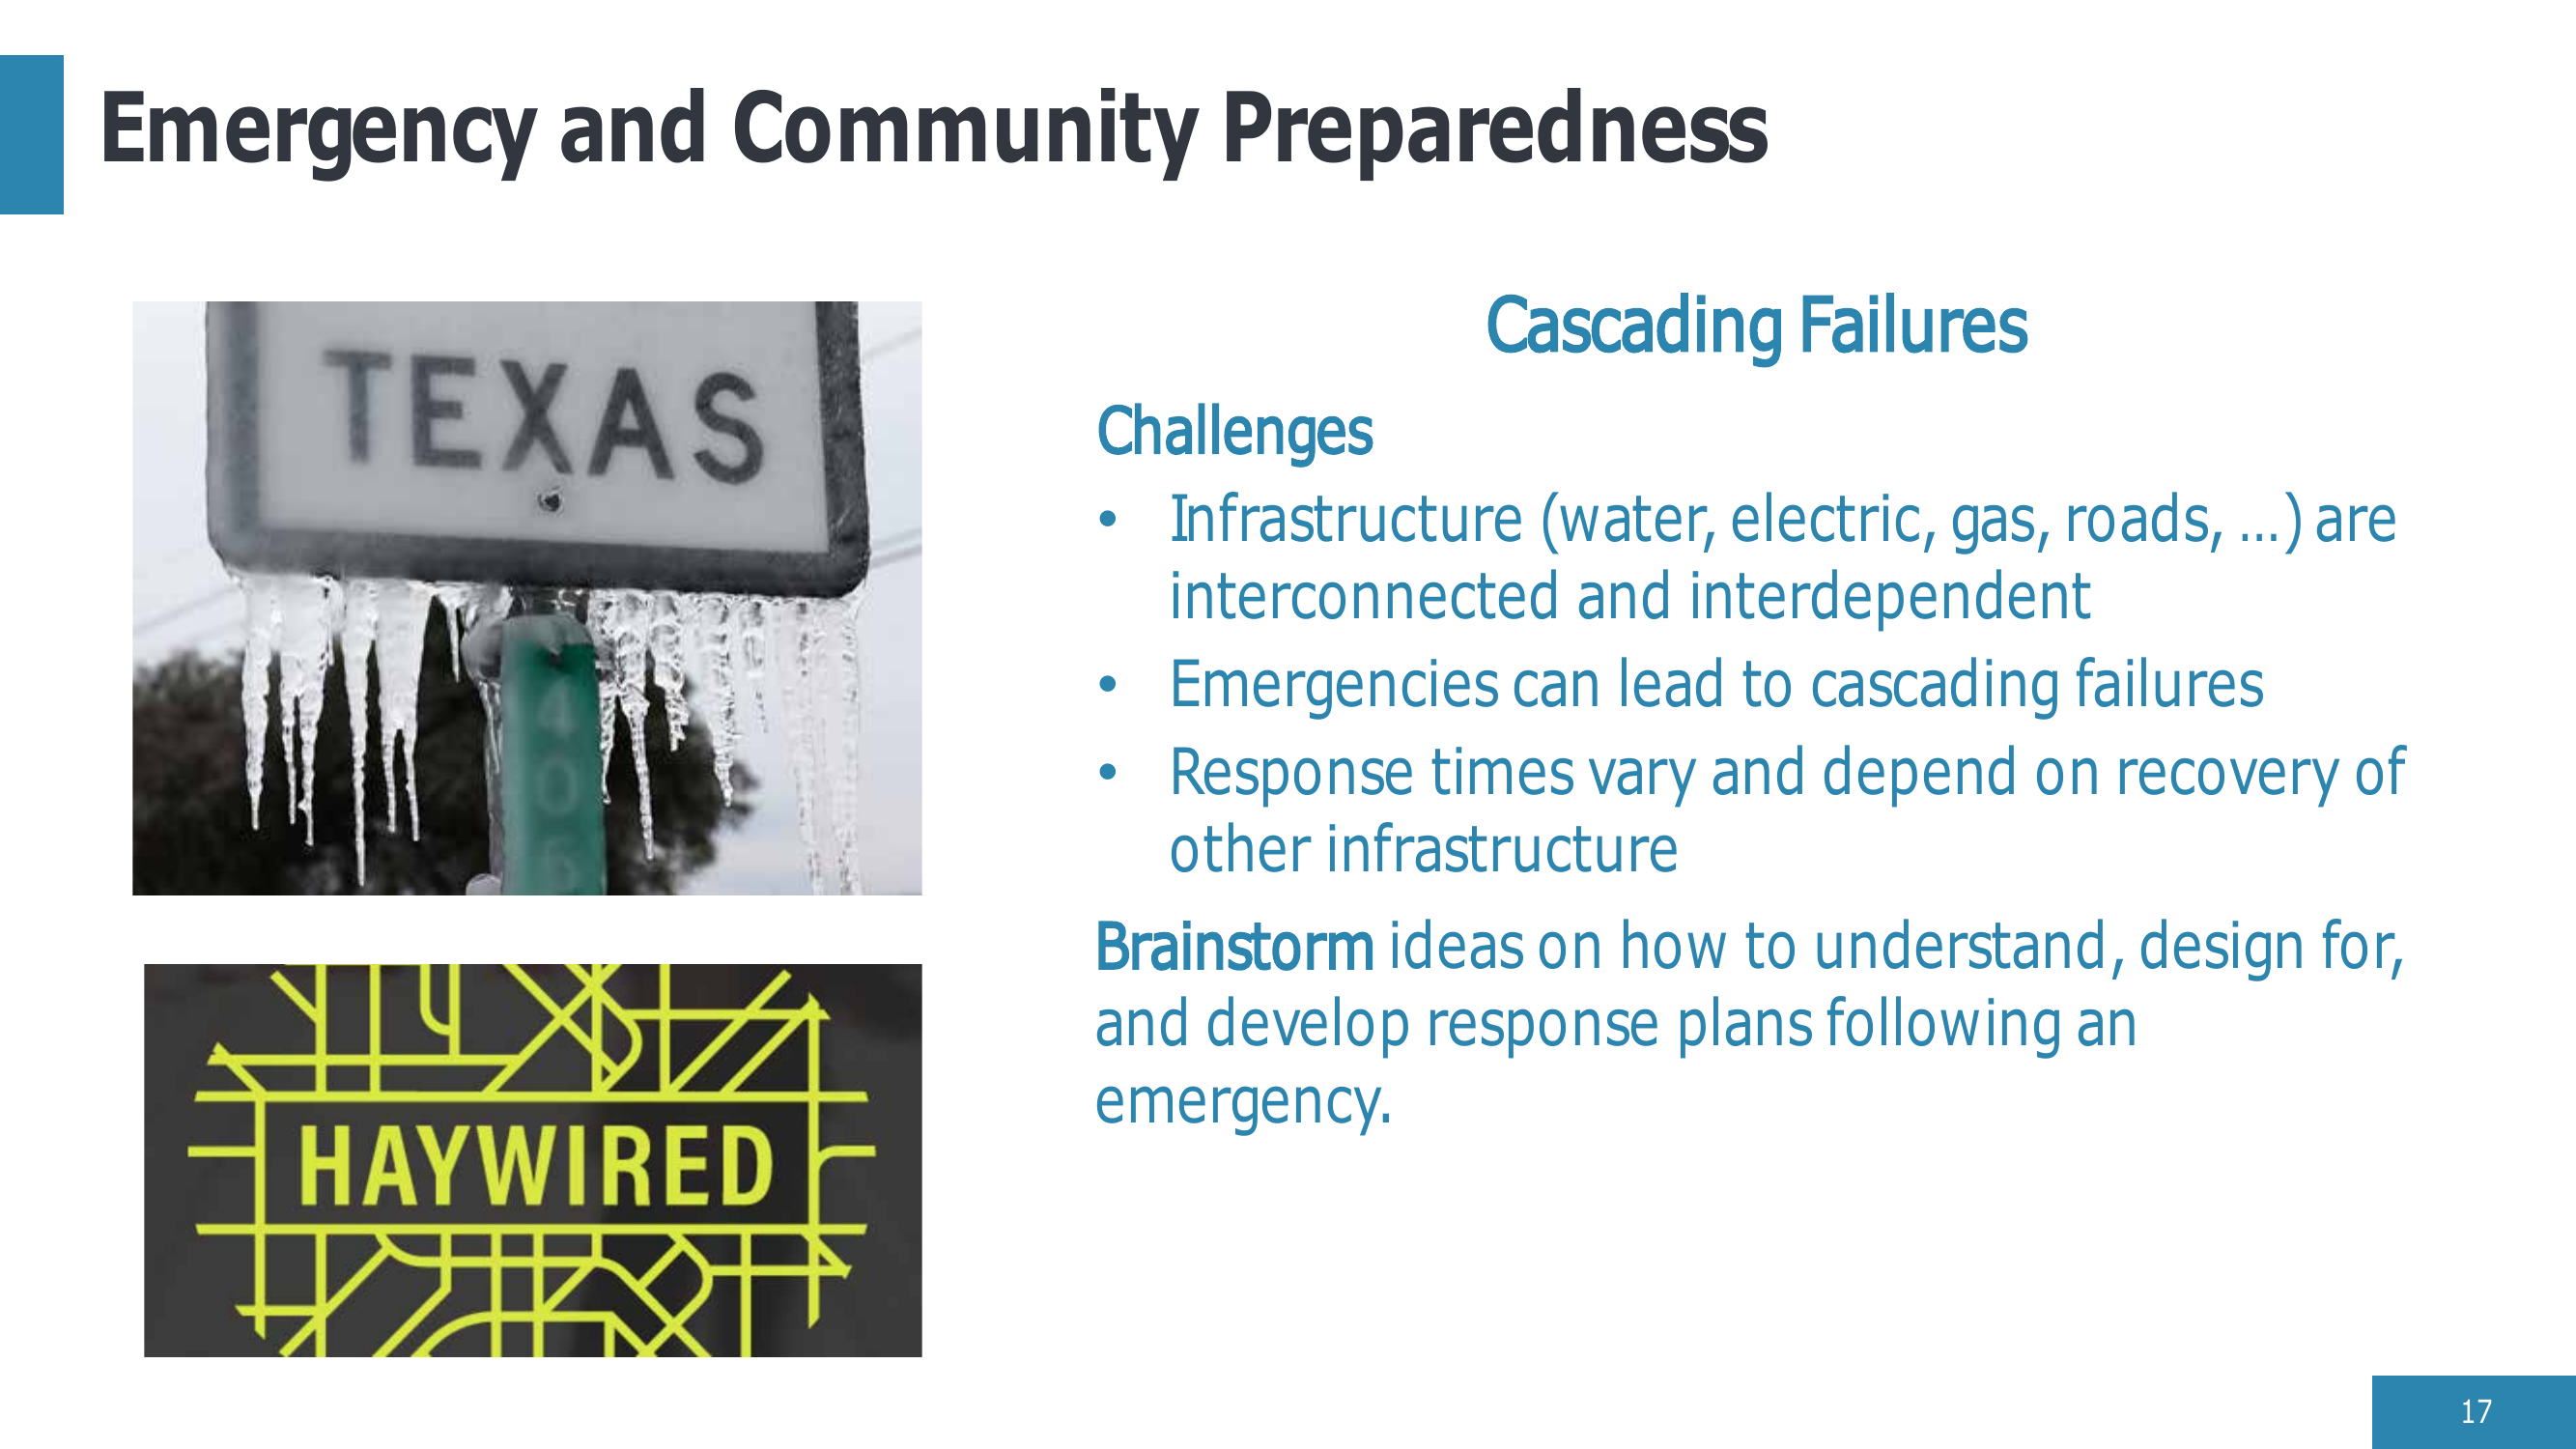 Emergency and Community Preparedness
TEXAS
4
0
HAYWIRED
Cascading Failures
Challenges
• Infrastructure (water, electric, gas, roads, ...) are
interconnected and interdependent
• Emergencies can lead to cascading failures
• Response times vary and depend on recovery of
other infrastructure
Brainstorm ideas on how to understand, design for,
and develop response plans following an
emergency.
17